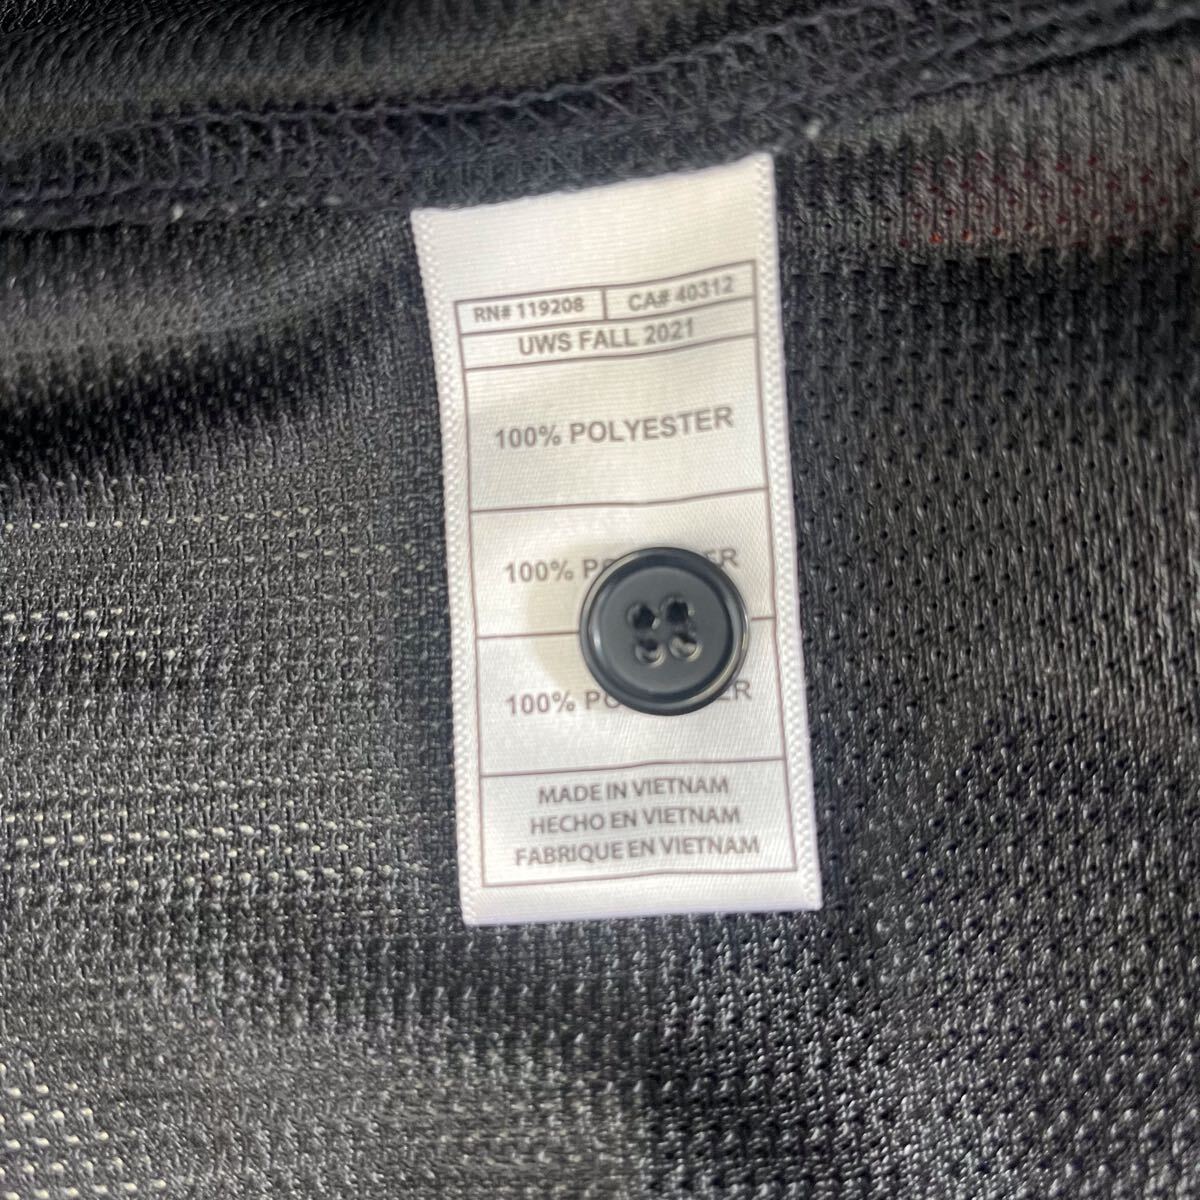 RN# 119208 CA# 40312
UWS FALL 2021
100% POLYESTER
100%
100%
MADE IN VIETNAM
HECHO EN VIETNAM
FABRIQUE EN VIETNAM